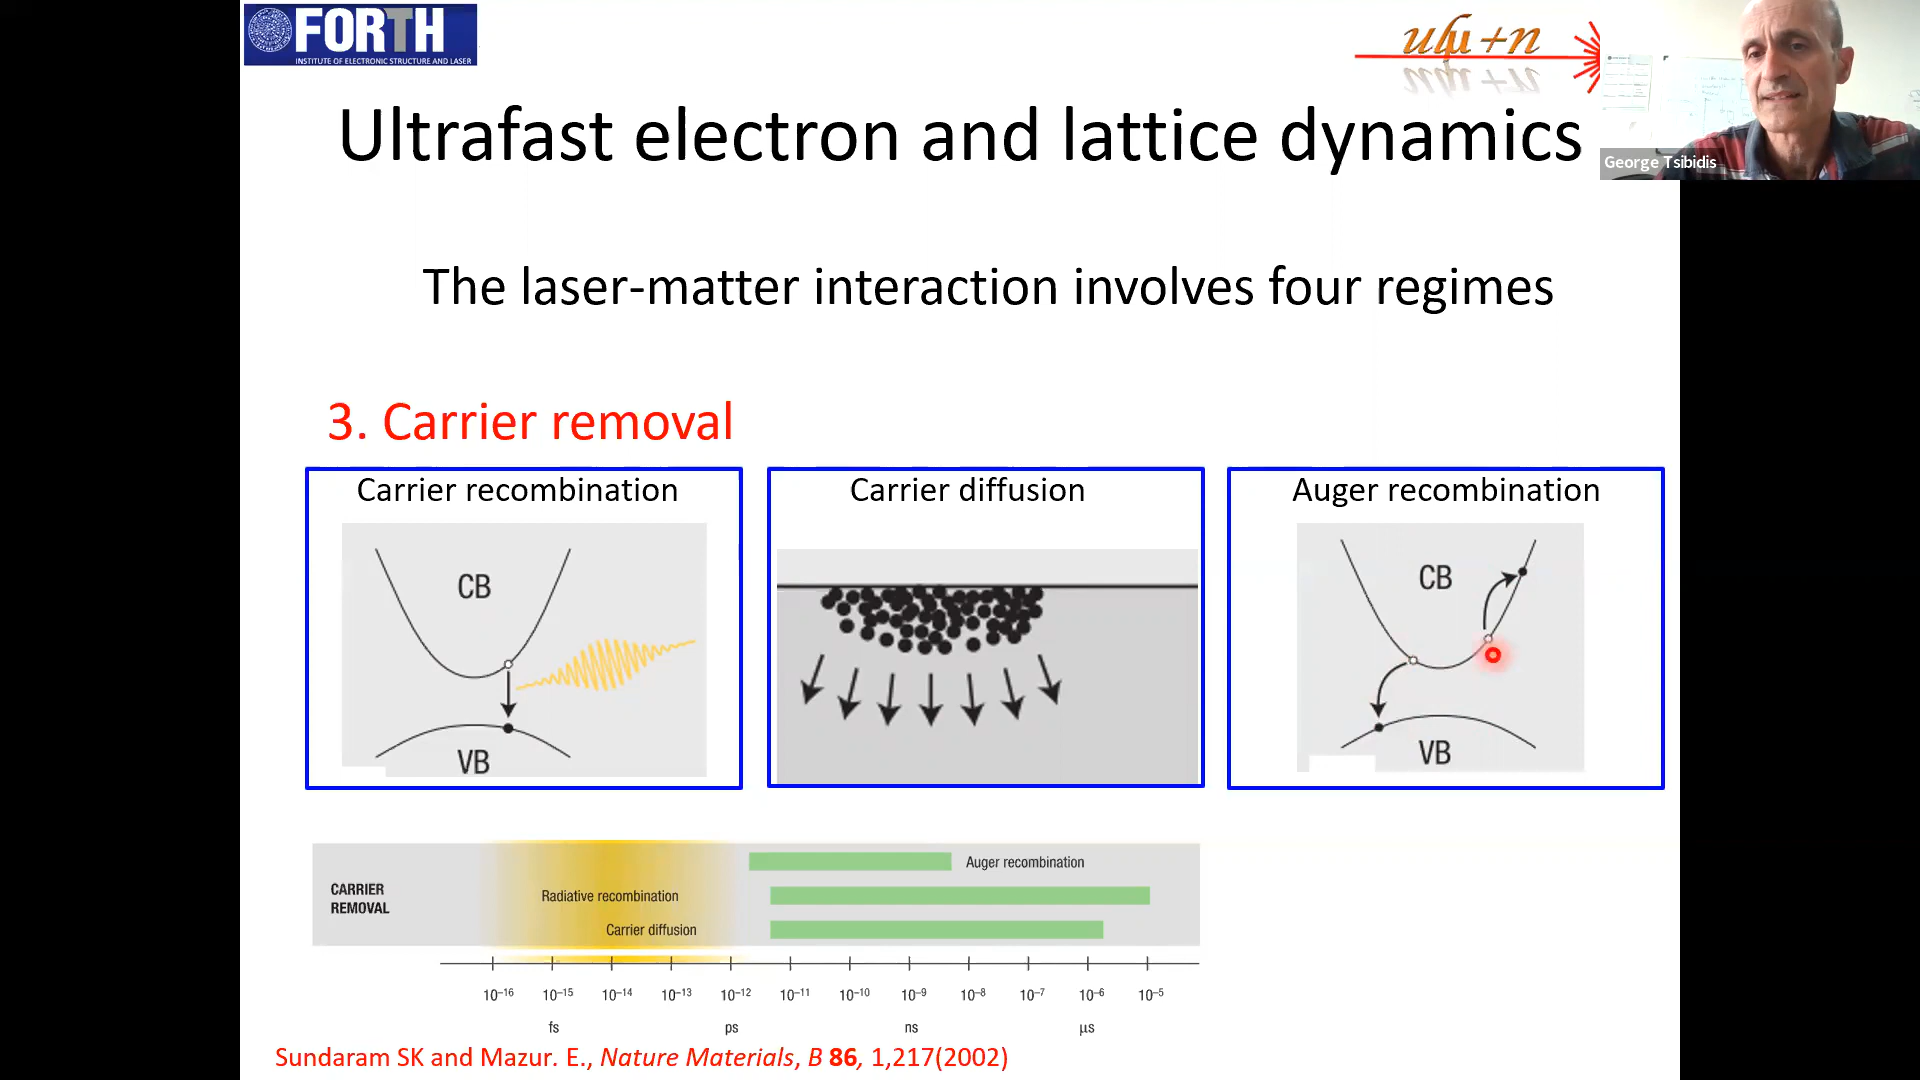 FORTH
INSTITUTE OF ELECTRONIC STRUCTURE AND LASER
George Tsibidis
Ultrafast electron and lattice dynamics
The laser-matter interaction involves four regimes
3. Carrier removal
Carrier recombination
CB
VB
Carrier diffusion
Auger recombination
CB
VB
CARRIER
REMOVAL
Auger recombination
Radiative recombination
Carrier diffusion
10⁻¹⁶ 10⁻¹⁵ 10⁻¹⁴ 10⁻¹³ 10⁻¹² 10⁻¹¹ 10⁻¹⁰ 10⁻⁹ 10⁻⁸ 10⁻⁷ 10⁻⁶ 10⁻⁵
fs ps ns µs
Sundaram SK and Mazur. E., Nature Materials, B 86, 1,217(2002)